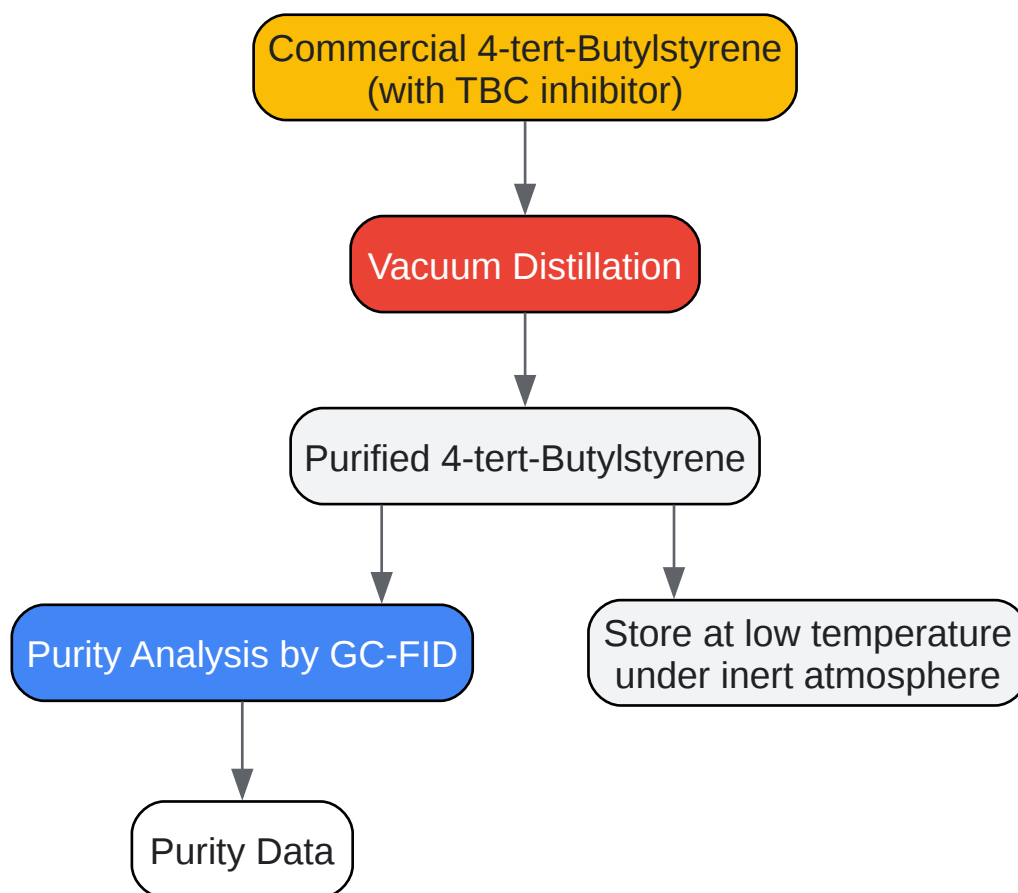 Commercial 4-tert-Butylstyrene
(with TBC inhibitor)
Vacuum Distillation
Purified 4-tert-Butylstyrene
Purity Analysis by GC-FID
Store at low temperature
under inert atmosphere
Purity Data